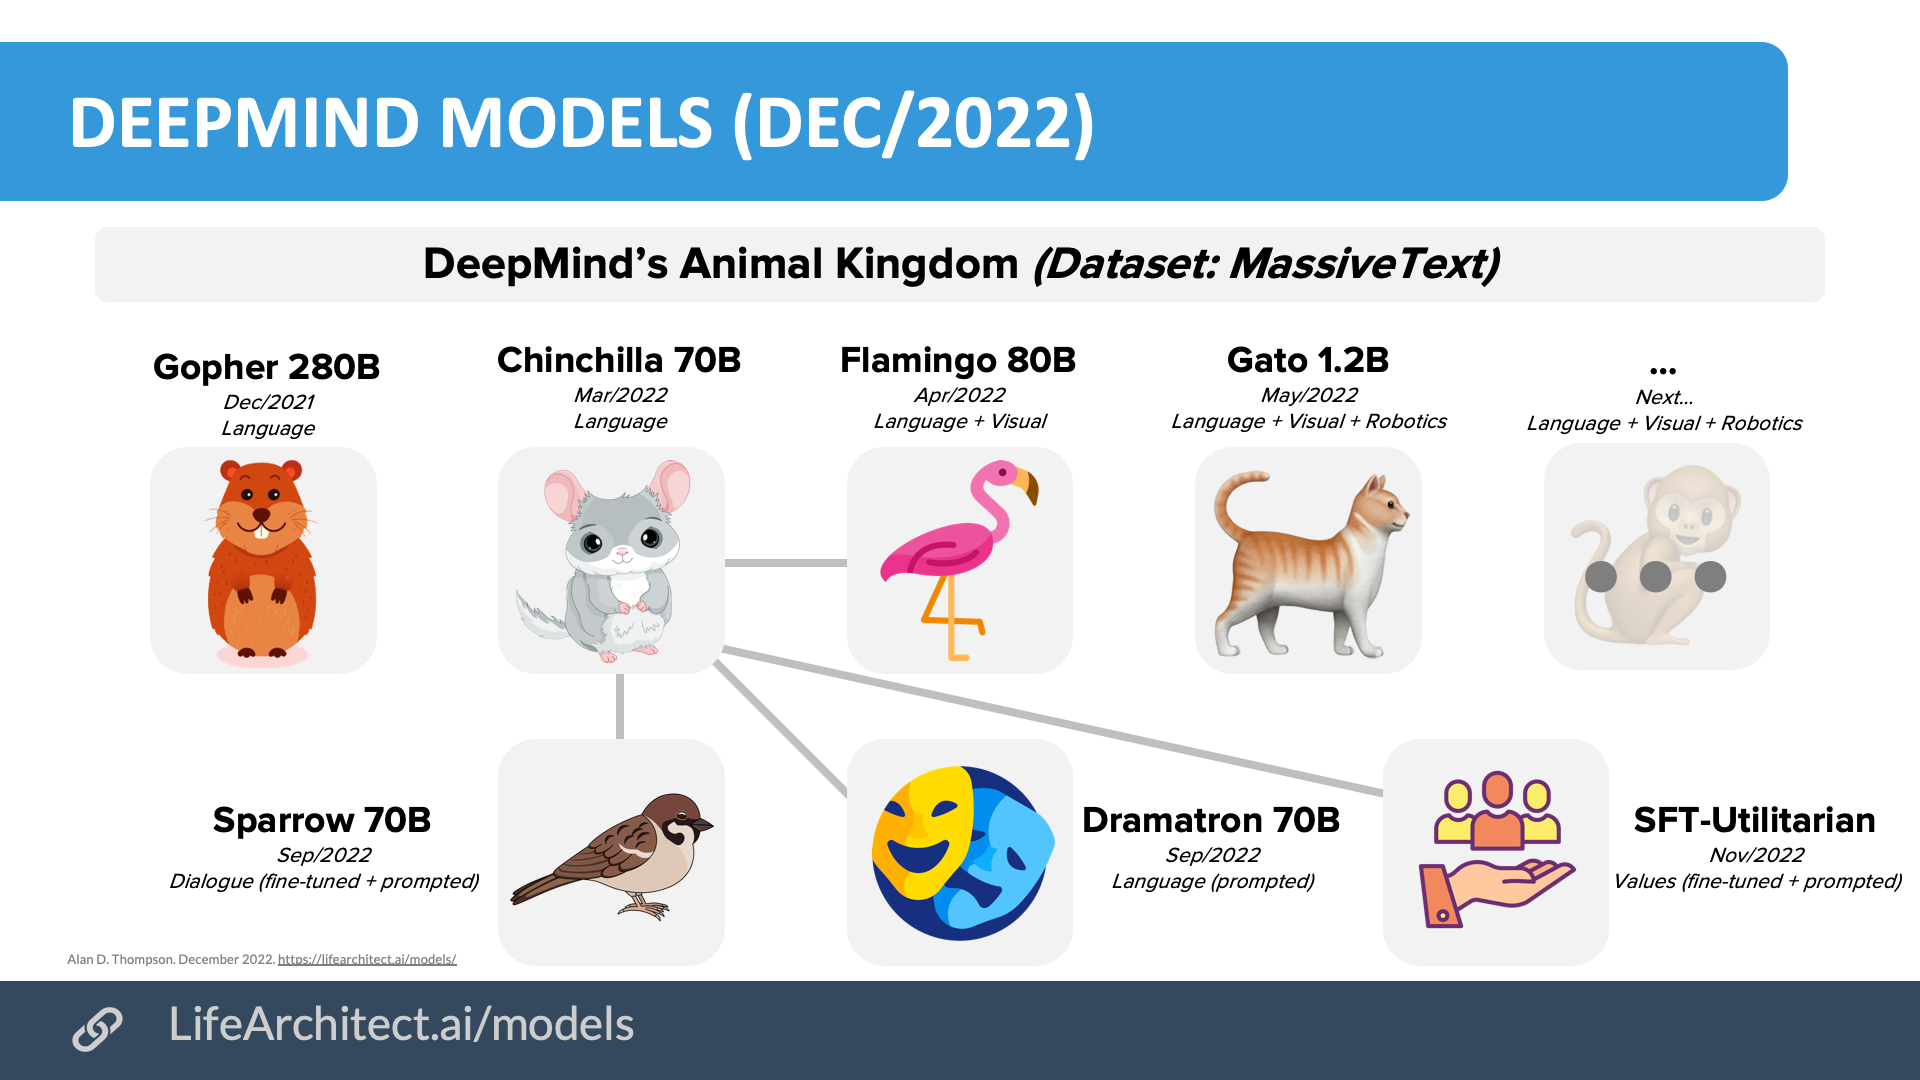 DEEPMIND MODELS (DEC/2022)
DeepMind’s Animal Kingdom (Dataset: MassiveText)
Gopher 280B
Dec/2021
Language
Chinchilla 70B
Mar/2022
Language
Flamingo 80B
Apr/2022
Language + Visual
Gato 1.2B
May/2022
Language + Visual + Robotics
...
Next...
Language + Visual + Robotics
Sparrow 70B
Sep/2022
Dialogue (fine-tuned + prompted)
Dramatron 70B
Sep/2022
Language (prompted)
SFT-Utilitarian
Nov/2022
Values (fine-tuned + prompted)
Alan D. Thompson. December 2022. https://lifearchitect.ai/models/
LifeArchitect.ai/models